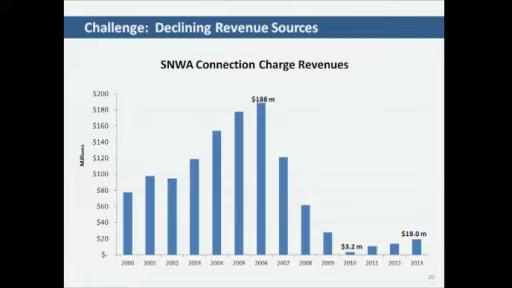 Challenge: Declining Revenue Sources
SNWA Connection Charge Revenues
$200
$180
$160
$140
$120
$100
$80
$60
$40
$20
$-
Millions
$188 m
$3.2 m
$19.0 m
2000 2001 2002 2003 2004 2005 2006 2007 2008 2009 2010 2011 2012 2013
20